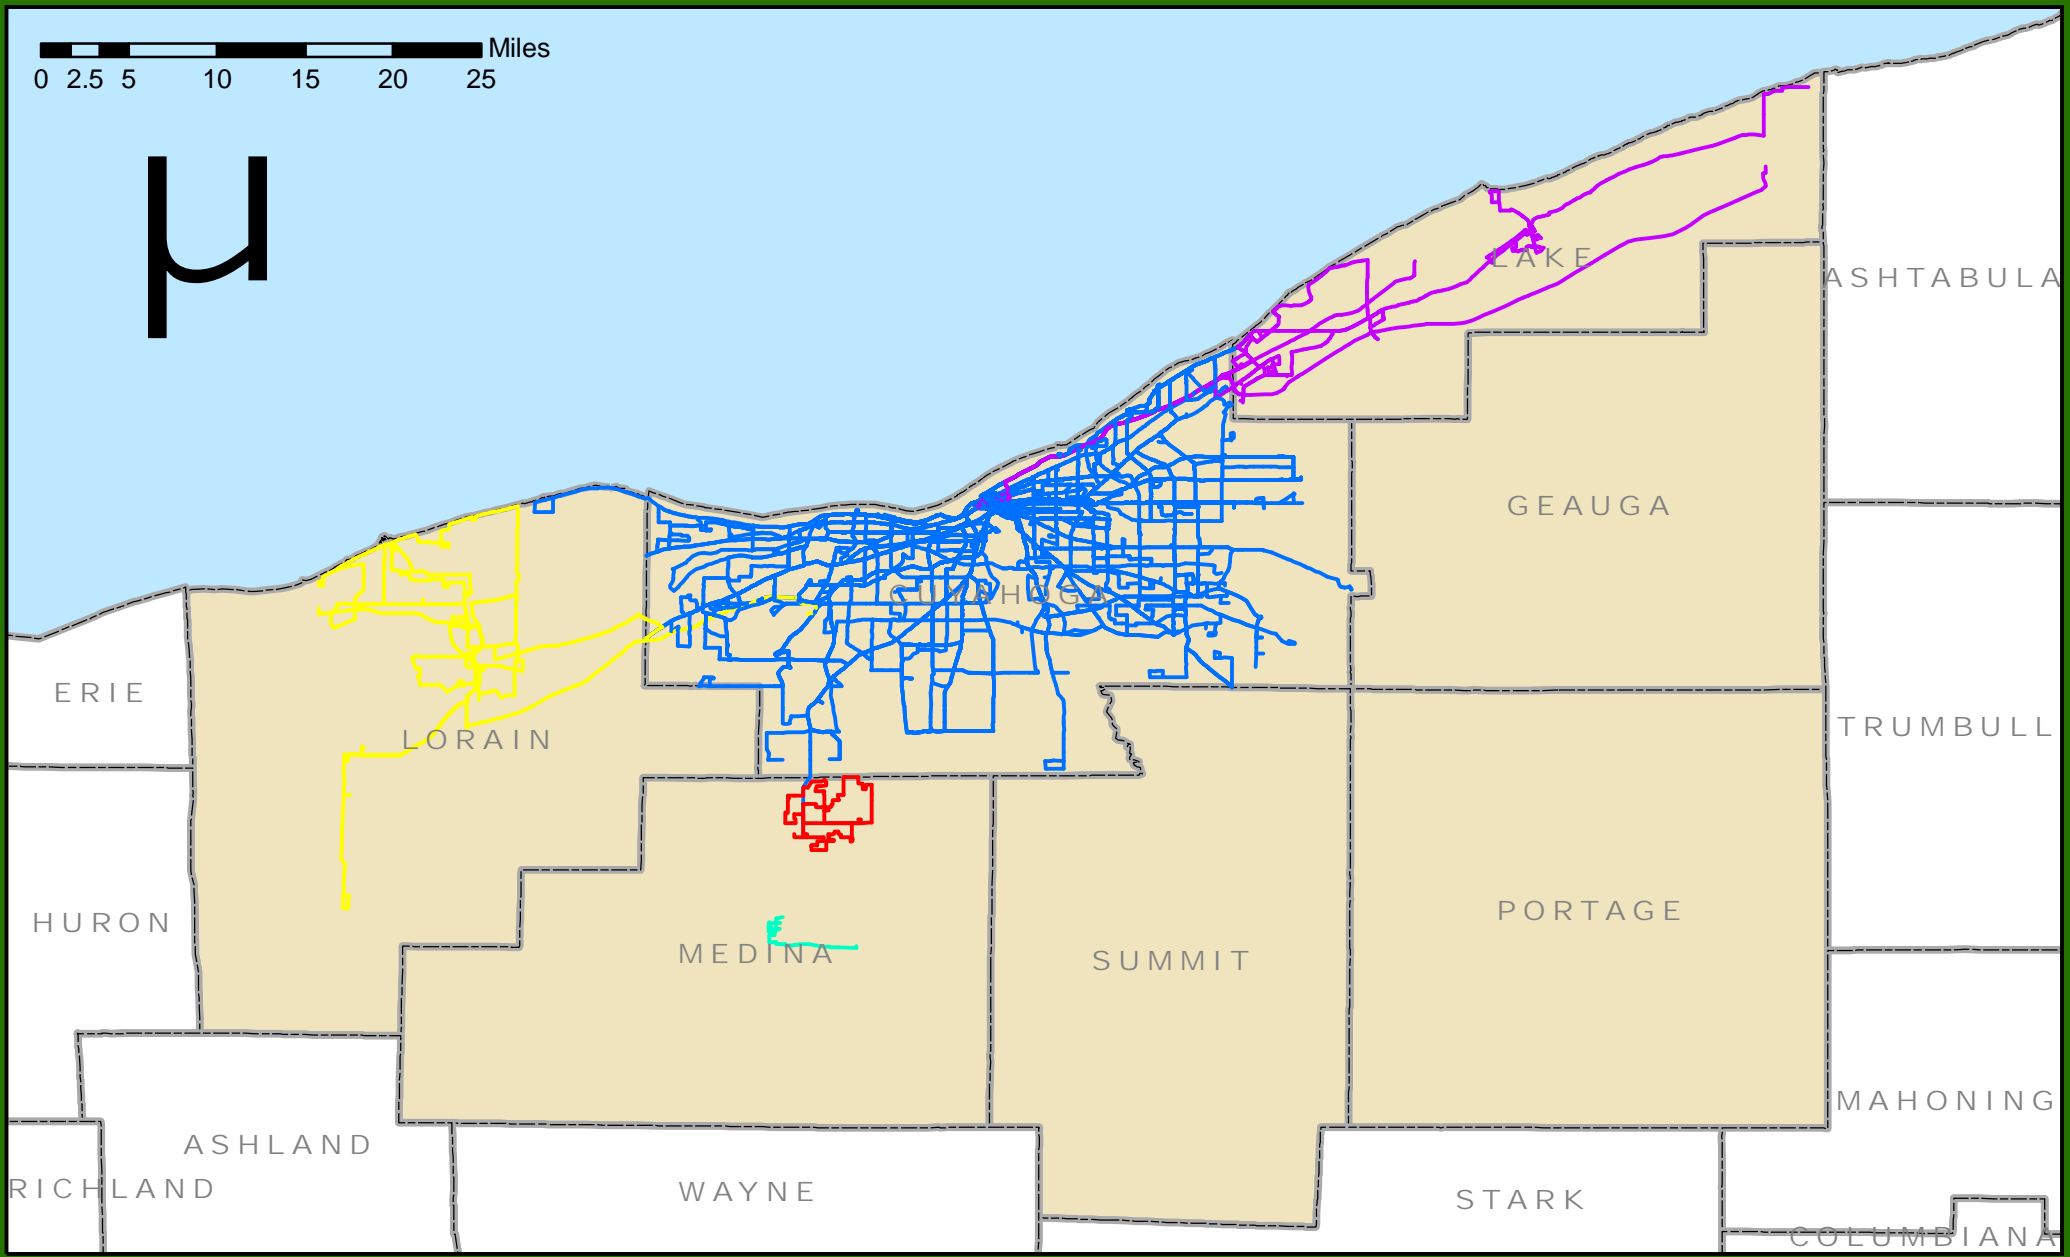 Miles
0 2.5 5 10 15 20 25
µ
LAKE
ASHTABULA
GEAUGA
CUYAHOGA
ERIE
LORAIN
TRUMBULL
HURON
MEDINA
SUMMIT
PORTAGE
MAHONING
ASHLAND
RICHLAND
WAYNE
STARK
COLUMBIANA